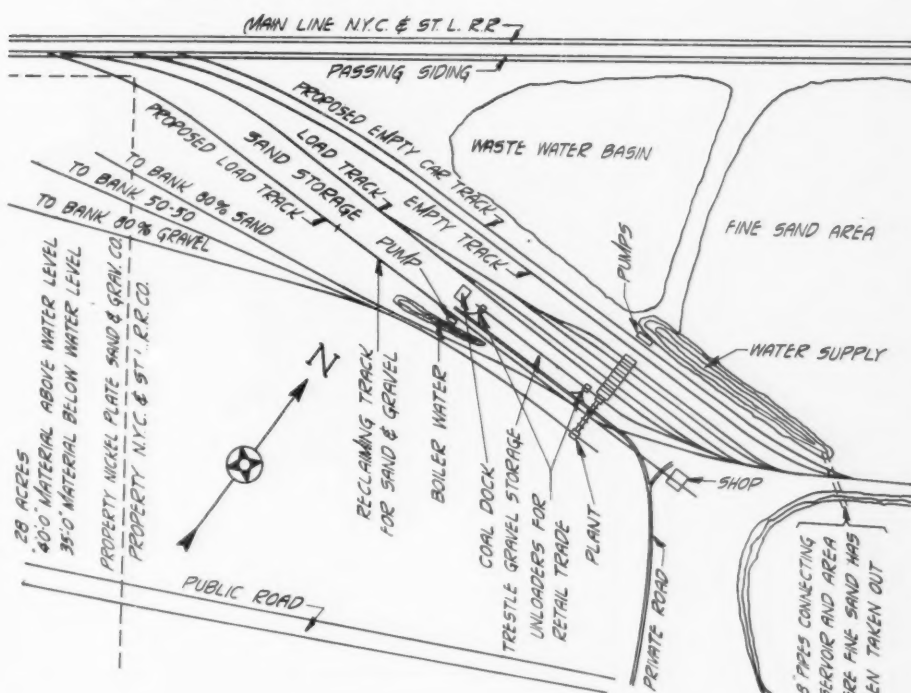 MAIN LINE N.Y.C. & ST. L. R.R.
PASSING SIDING
PROPOSED EMPTY CAR TRACK
WASTE WATER BASIN
LOAD TRACK
EMPTY TRACK
SAND STORAGE
PROPOSED LOAD TRACK
TO BANK 80% SAND
TO BANK 50-50
TO BANK 80% GRAVEL
FINE SAND AREA
PUMPS
PUMP
WATER SUPPLY
N
28 ACRES
40'-0" MATERIAL ABOVE WATER LEVEL
35'-0" MATERIAL BELOW WATER LEVEL
PROPERTY NICKEL PLATE SAND & GRAV. CO.
PROPERTY N.Y.C. & ST. L. R.R. CO.
RECLAIMING TRACK
FOR SAND & GRAVEL
BOILER WATER
COAL DOCK
TRESTLE GRAVEL STORAGE
UNLOADERS FOR
RETAIL TRADE
PLANT
SHOP
PUBLIC ROAD
PRIVATE ROAD
8" PIPES CONNECTING
ERVOIR AND AREA
RE FINE SAND HAS
EN TAKEN OUT